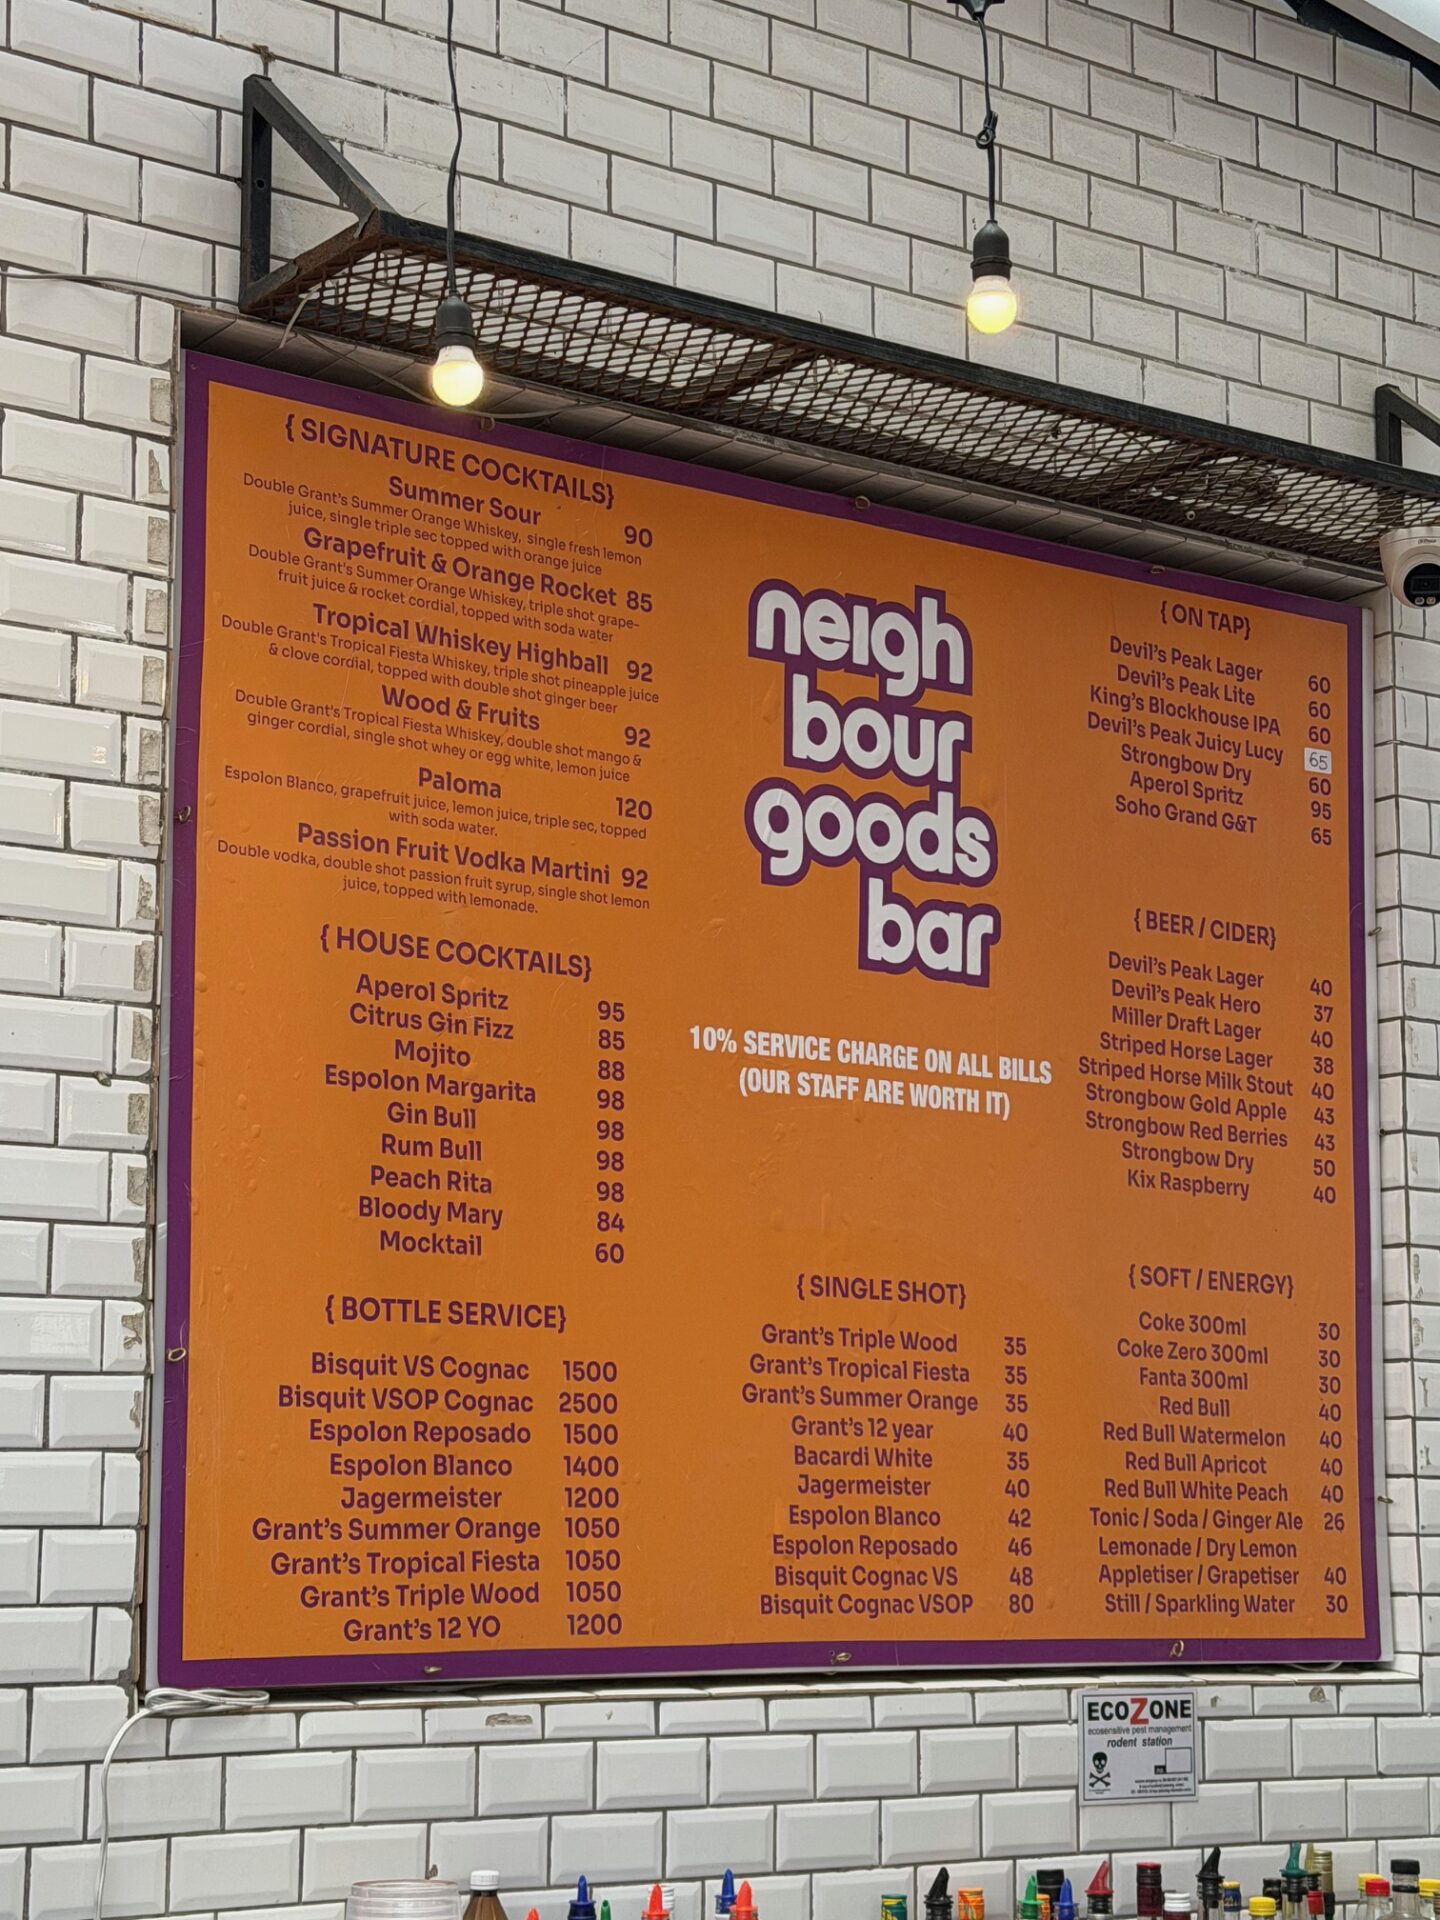 { SIGNATURE COCKTAILS}
Summer Sour 90
Double Grant's Summer Orange Whiskey, single fresh lemon
juice, single triple sec topped with orange juice
Grapefruit & Orange Rocket 85
Double Grant's Summer Orange Whiskey, triple shot grape-
fruit juice & rocket cordial, topped with soda water
Tropical Whiskey Highball 92
Double Grant's Tropical Fiesta Whiskey, triple shot pineapple juice
& clove cordial, topped with double shot ginger beer
Wood & Fruits 92
Double Grant's Tropical Fiesta Whiskey, double shot mango &
ginger cordial, single shot whey or egg white, lemon juice
Paloma 120
Espolon Blanco, grapefruit juice, lemon juice, triple sec, topped
with soda water.
Passion Fruit Vodka Martini 92
Double vodka, double shot passion fruit syrup, single shot lemon
juice, topped with lemonade.
{ HOUSE COCKTAILS}
Aperol Spritz 95
Citrus Gin Fizz 85
Mojito 88
Espolon Margarita 98
Gin Bull 98
Rum Bull 98
Peach Rita 98
Bloody Mary 84
Mocktail 60
{ BOTTLE SERVICE}
Bisquit VS Cognac 1500
Bisquit VSOP Cognac 2500
Espolon Reposado 1500
Espolon Blanco 1400
Jagermeister 1200
Grant's Summer Orange 1050
Grant's Tropical Fiesta 1050
Grant's Triple Wood 1050
Grant's 12 YO 1200
neigh
bour
goods
bar
10% SERVICE CHARGE ON ALL BILLS
(OUR STAFF ARE WORTH IT)
{ SINGLE SHOT}
Grant's Triple Wood 35
Grant's Tropical Fiesta 35
Grant's Summer Orange 35
Grant's 12 year 40
Bacardi White 35
Jagermeister 40
Espolon Blanco 42
Espolon Reposado 46
Bisquit Cognac VS 48
Bisquit Cognac VSOP 80
{ ON TAP}
Devil's Peak Lager 60
Devil's Peak Lite 60
King's Blockhouse IPA 60
Devil's Peak Juicy Lucy 65
Strongbow Dry 60
Aperol Spritz 95
Soho Grand G&T 65
{ BEER / CIDER}
Devil's Peak Lager 40
Devil's Peak Hero 37
Miller Draft Lager 40
Striped Horse Lager 38
Striped Horse Milk Stout 40
Strongbow Gold Apple 43
Strongbow Red Berries 43
Strongbow Dry 50
Kix Raspberry 40
{ SOFT / ENERGY}
Coke 300ml 30
Coke Zero 300ml 30
Fanta 300ml 30
Red Bull 40
Red Bull Watermelon 40
Red Bull Apricot 40
Red Bull White Peach 40
Tonic / Soda / Ginger Ale 26
Lemonade / Dry Lemon
Appletiser / Grapetiser 40
Still / Sparkling Water 30
ECOZONE
ecosensitive pest management
rodent station